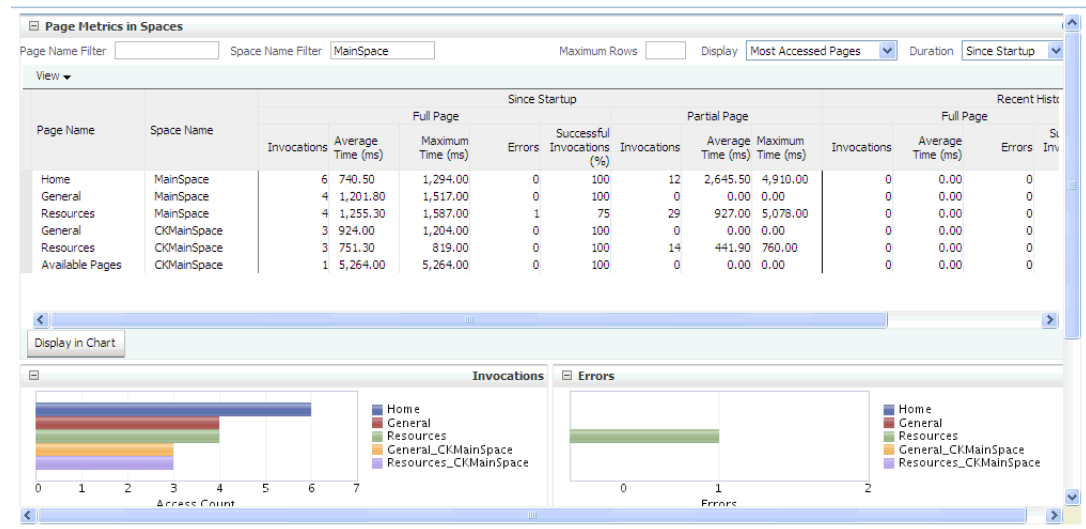 Page Metrics in Spaces
Page Name Filter Space Name Filter MainSpace Maximum Rows Display Most Accessed Pages Duration Since Startup
View
Since Startup Recent Histo
Full Page Partial Page Full Page
Page Name Space Name Invocations Average Time (ms) Maximum Time (ms) Errors Successful Invocations (%) Invocations Average Time (ms) Maximum Time (ms) Invocations Average Time (ms) Errors Su Inv
Home MainSpace 6 740.50 1,294.00 0 100 12 2,645.50 4,910.00 0 0.00 0
General MainSpace 4 1,201.80 1,517.00 0 100 0 0.00 0.00 0 0.00 0
Resources MainSpace 4 1,255.30 1,587.00 1 75 29 927.00 5,078.00 0 0.00 0
General CKMainSpace 3 924.00 1,204.00 0 100 0 0.00 0.00 0 0.00 0
Resources CKMainSpace 3 751.30 819.00 0 100 14 441.90 760.00 0 0.00 0
Available Pages CKMainSpace 1 5,264.00 5,264.00 0 100 0 0.00 0.00 0 0.00 0
Display in Chart
Invocations
Home
General
Resources
General_CKMainSpace
Resources_CKMainSpace
0 1 2 3 4 5 6 7
Access Count
Errors
Home
General
Resources
General_CKMainSpace
Resources_CKMainSpace
0 1 2
Errors